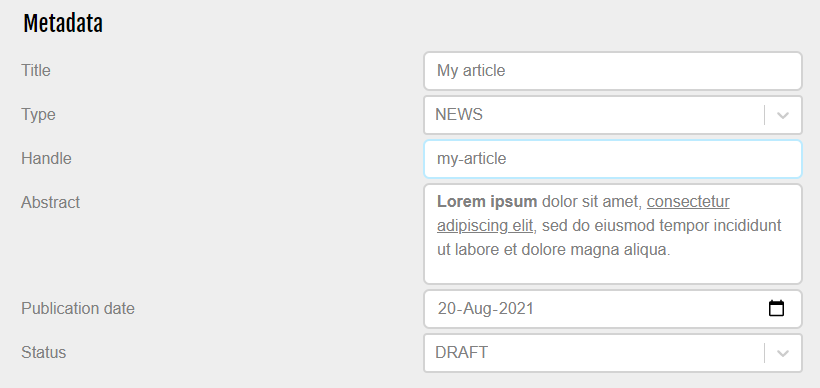 Metadata
Title My article
Type NEWS
Handle my-article
Abstract Lorem ipsum dolor sit amet, consectetur
adipiscing elit, sed do eiusmod tempor incididunt
ut labore et dolore magna aliqua.
Publication date 20-Aug-2021
Status DRAFT